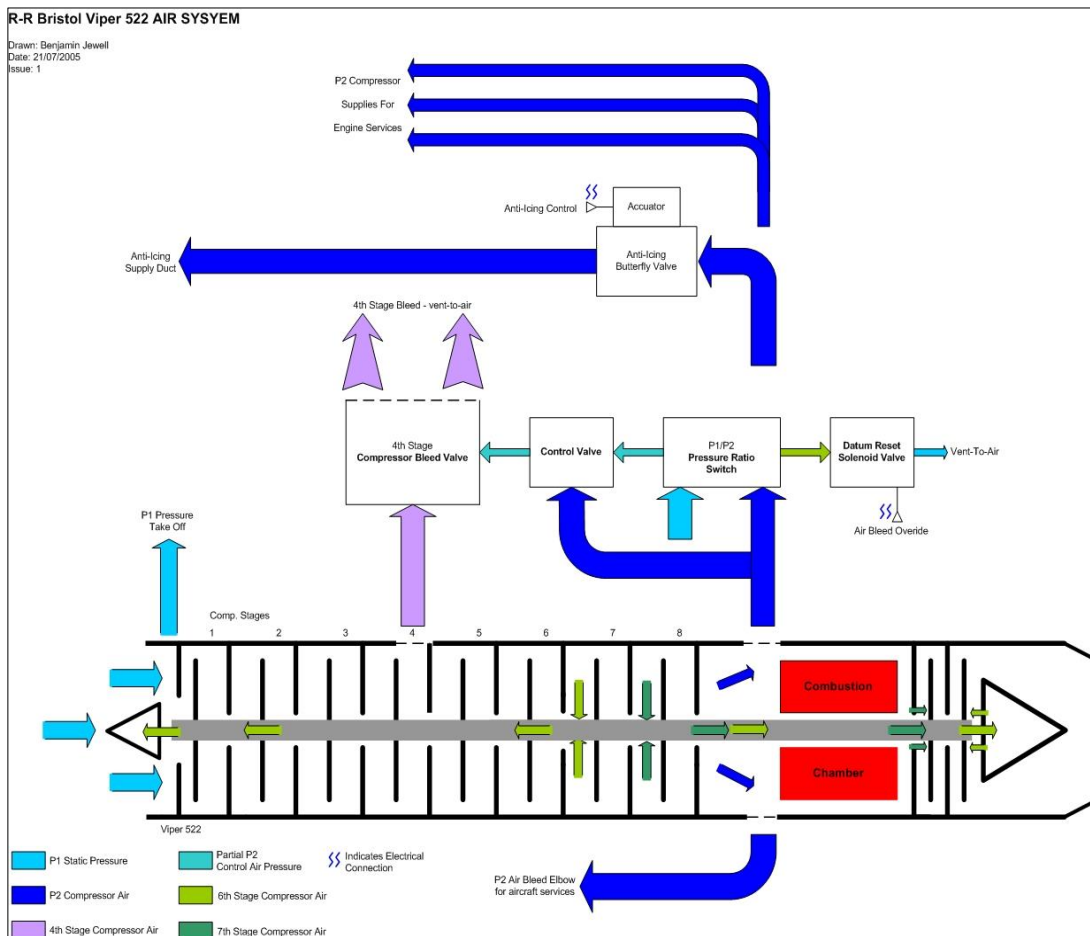 R-R Bristol Viper 522 AIR SYSYEM
Drawn: Benjamin Jewell
Date: 21/07/2005
Issue: 1
P2 Compressor
Supplies For
Engine Services
Anti-Icing Control
Accuator
Anti-Icing
Butterfly Valve
Anti-Icing
Supply Duct
4th Stage Bleed - vent-to-air
4th Stage
Compressor Bleed Valve
Control Valve
P1/P2
Pressure Ratio
Switch
Datum Reset
Solenoid Valve
Vent-To-Air
Air Bleed Overide
P1 Pressure
Take Off
Comp. Stages
1 2 3 4 5 6 7 8
Combustion
Chamber
Viper 522
P1 Static Pressure
Partial P2
Control Air Pressure
Indicates Electrical
Connection
P2 Compressor Air
6th Stage Compressor Air
4th Stage Compressor Air
7th Stage Compressor Air
P2 Air Bleed Elbow
for aircraft services